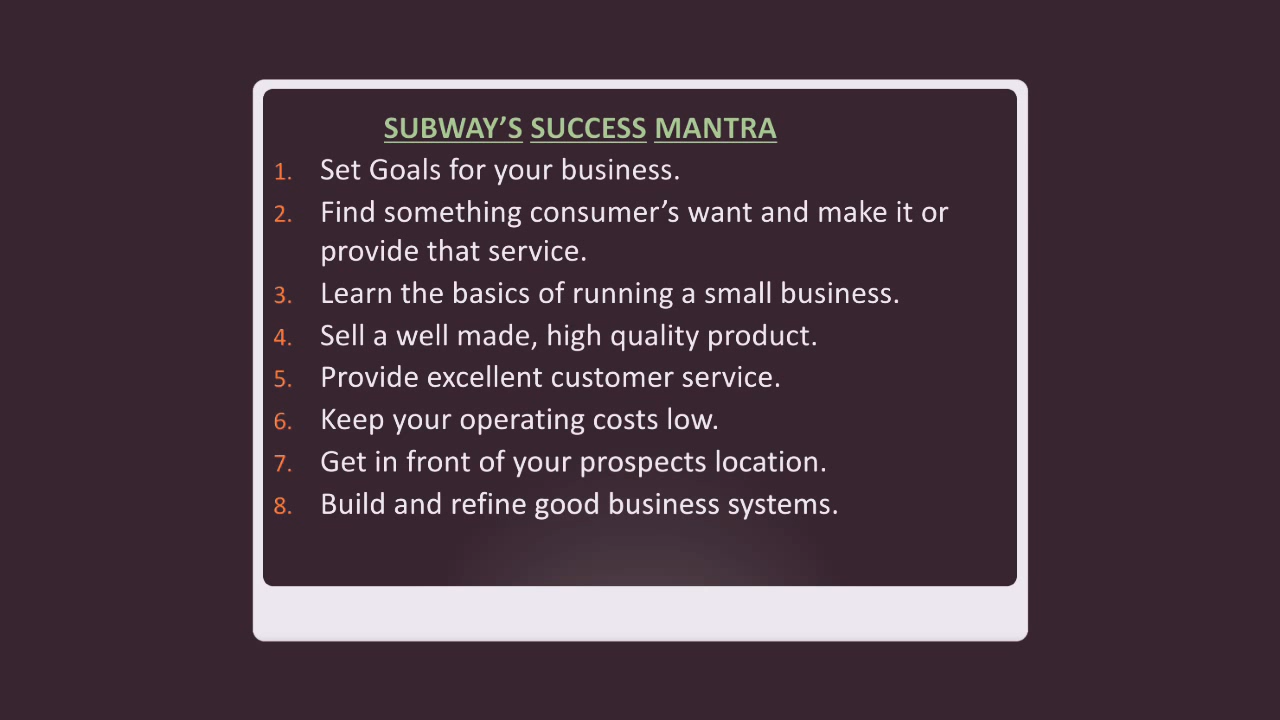 SUBWAY’S SUCCESS MANTRA
1. Set Goals for your business.
2. Find something consumer’s want and make it or
provide that service.
3. Learn the basics of running a small business.
4. Sell a well made, high quality product.
5. Provide excellent customer service.
6. Keep your operating costs low.
7. Get in front of your prospects location.
8. Build and refine good business systems.